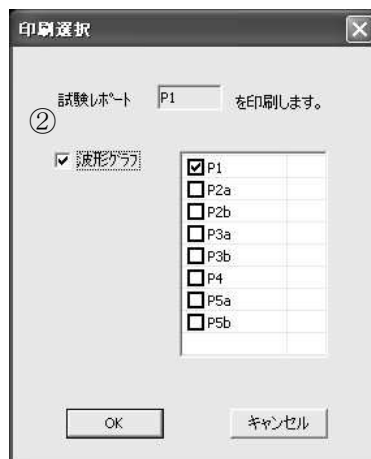 印刷選択
試験ﾚﾎﾟｰﾄ P1 を印刷します。
②
波形ｸﾞﾗﾌ
P1
P2a
P2b
P3a
P3b
P4
P5a
P5b
OK
キャンセル